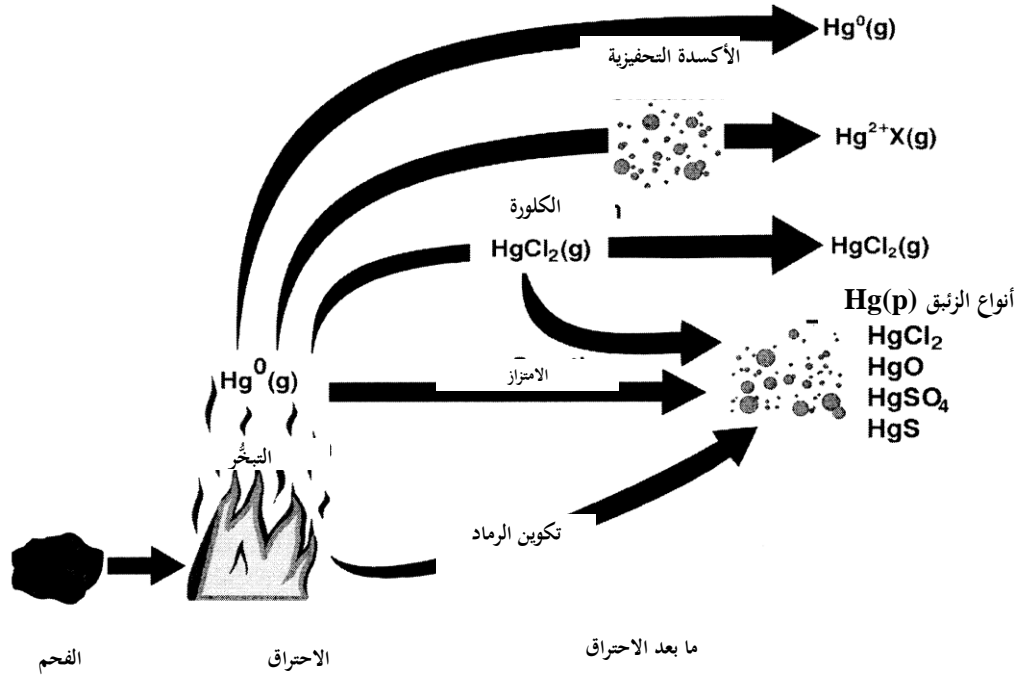 Hg⁰(g)
الأكسدة التحفيزية
Hg²⁺X(g)
الكلورة
HgCl₂(g)
HgCl₂(g)
أنواع الزئبق Hg(p)
HgCl₂
HgO
HgSO₄
HgS
Hg⁰(g)
الامتزاز
التبخُّر
تكوين الرماد
الفحم
الاحتراق
ما بعد الاحتراق